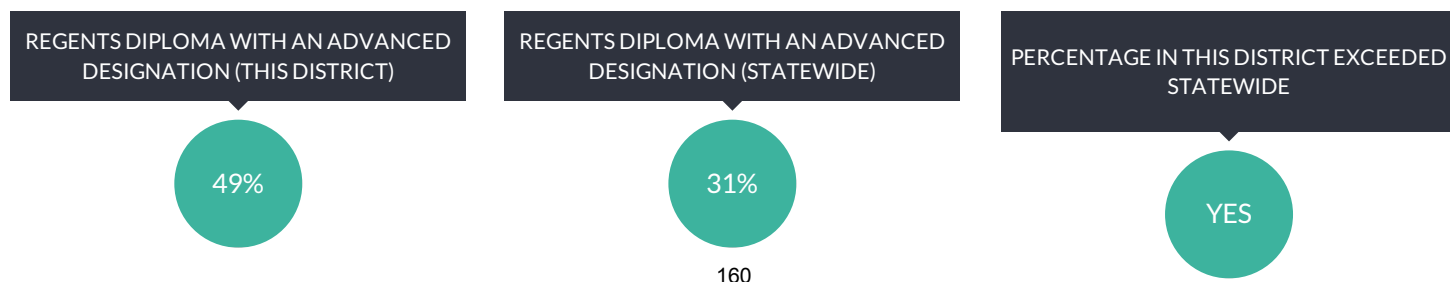 REGENTS DIPLOMA WITH AN ADVANCED
DESIGNATION (THIS DISTRICT)
49%
REGENTS DIPLOMA WITH AN ADVANCED
DESIGNATION (STATEWIDE)
31%
PERCENTAGE IN THIS DISTRICT EXCEEDED
STATEWIDE
YES
160